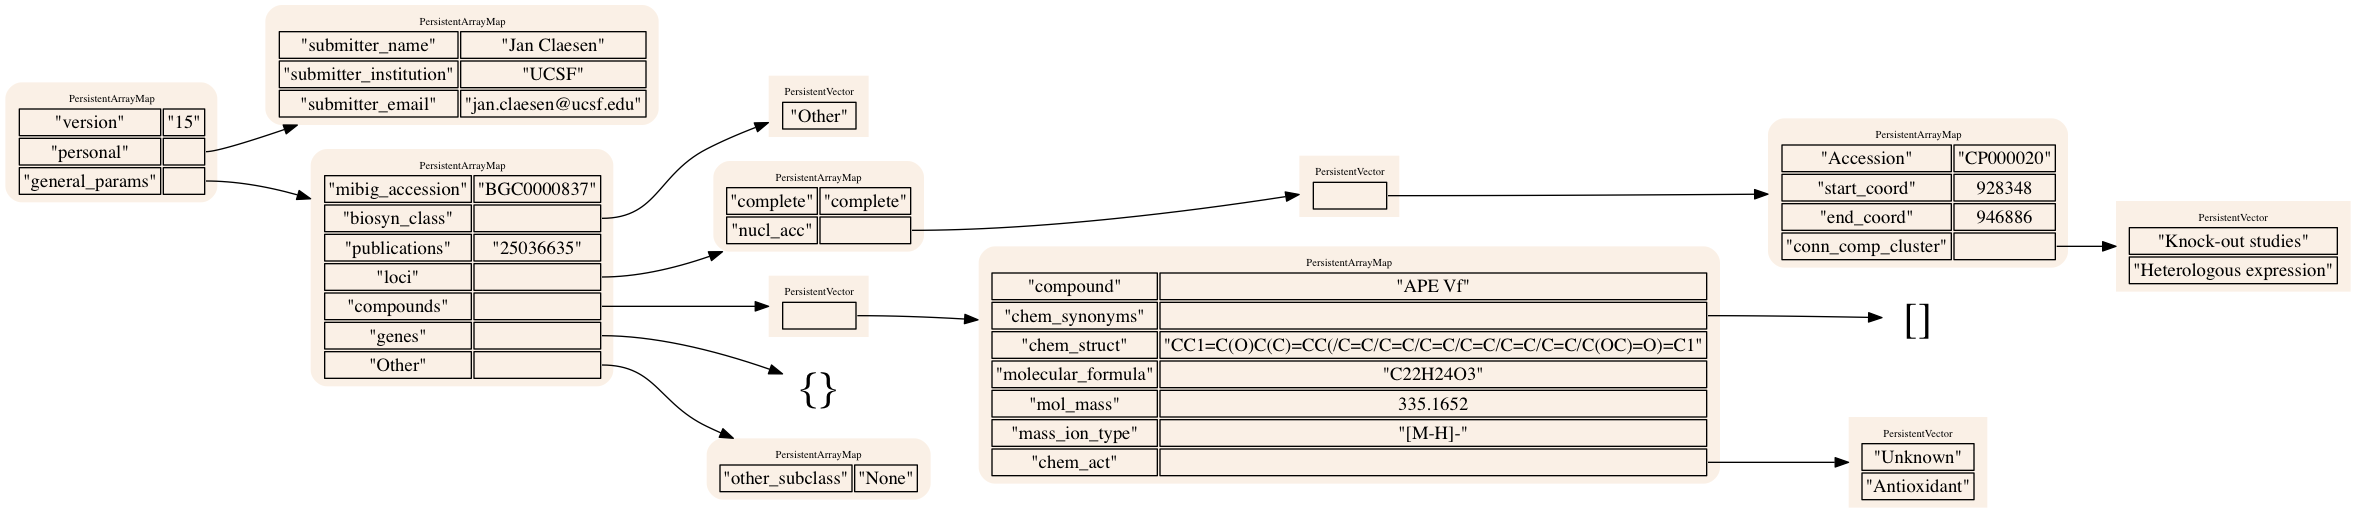 PersistentArrayMap
"version" "15"
"personal"
"general_params"
PersistentArrayMap
"submitter_name" "Jan Claesen"
"submitter_institution" "UCSF"
"submitter_email" "jan.claesen@ucsf.edu"
PersistentArrayMap
"mibig_accession" "BGC0000837"
"biosyn_class"
"publications" "25036635"
"loci"
"compounds"
"genes"
"Other"
PersistentVector
"Other"
PersistentArrayMap
"complete" "complete"
"nucl_acc"
PersistentVector
{}
PersistentArrayMap
"other_subclass" "None"
PersistentVector
PersistentArrayMap
"compound" "APE Vf"
"chem_synonyms"
"chem_struct" "CC1=C(O)C(C)=CC(/C=C/C=C/C=C/C=C/C=C/C=C/C(OC)=O)=C1"
"molecular_formula" "C22H24O3"
"mol_mass" 335.1652
"mass_ion_type" "[M-H]-"
"chem_act"
PersistentArrayMap
"Accession" "CP000020"
"start_coord" 928348
"end_coord" 946886
"conn_comp_cluster"
[]
PersistentVector
"Unknown"
"Antioxidant"
PersistentVector
"Knock-out studies"
"Heterologous expression"